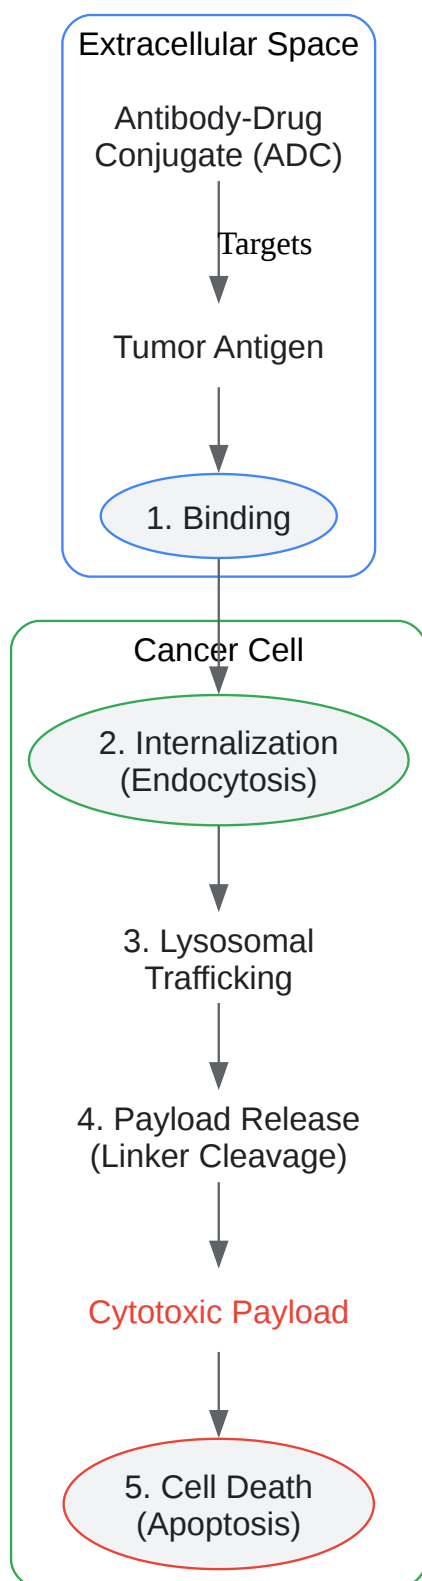 Extracellular Space
Antibody-Drug
Conjugate (ADC)
Targets
Tumor Antigen
1. Binding
Cancer Cell
2. Internalization
(Endocytosis)
3. Lysosomal
Trafficking
4. Payload Release
(Linker Cleavage)
Cytotoxic Payload
5. Cell Death
(Apoptosis)